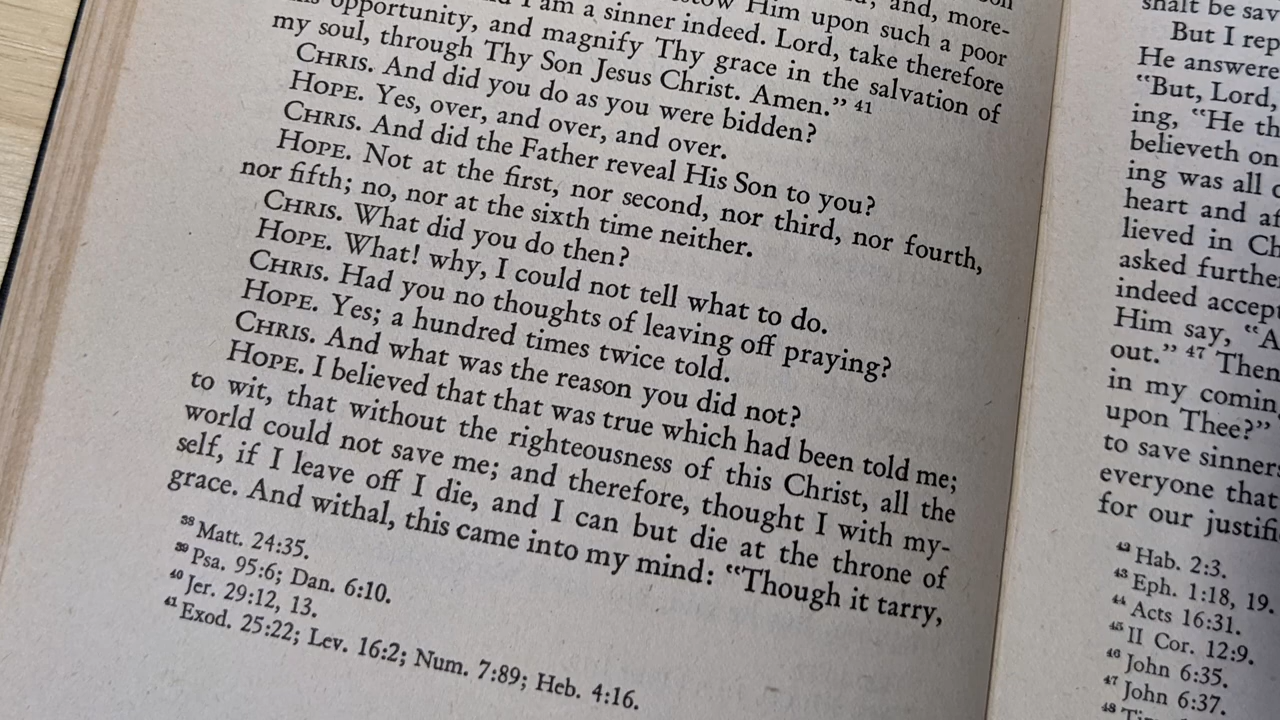 Him upon such a poor
I am a sinner indeed. Lord, take therefore
opportunity, and magnify Thy grace in the salvation of
my soul, through Thy Son Jesus Christ. Amen." 41
CHRIS. And did you do as you were bidden?
HOPE. Yes, over, and over, and over.
CHRIS. And did the Father reveal His Son to you?
HOPE. Not at the first, nor second, nor third, nor fourth,
nor fifth; no, nor at the sixth time neither.
CHRIS. What did you do then?
HOPE. What! why, I could not tell what to do.
CHRIS. Had you no thoughts of leaving off praying?
HOPE. Yes; a hundred times twice told.
CHRIS. And what was the reason you did not?
HOPE. I believed that that was true which had been told me;
to wit, that without the righteousness of this Christ, all the
world could not save me; and therefore, thought I with my-
self, if I leave off I die, and I can but die at the throne of
grace. And withal, this came into my mind: "Though it tarry,
38 Matt. 24:35.
39 Psa. 95:6; Dan. 6:10.
40 Jer. 29:12, 13.
41 Exod. 25:22; Lev. 16:2; Num. 7:89; Heb. 4:16.
shalt be sav
But I rep
He answere
"But, Lord,
ing, "He th
believeth on
ing was all
heart and af
lieved in Ch
asked further
indeed accept
Him say, "A
out." 47 Then
in my coming
upon Thee?"
to save sinners
everyone that
for our justifi
42 Hab. 2:3.
43 Eph. 1:18, 19.
44 Acts 16:31.
45 II Cor. 12:9.
46 John 6:35.
47 John 6:37.
48